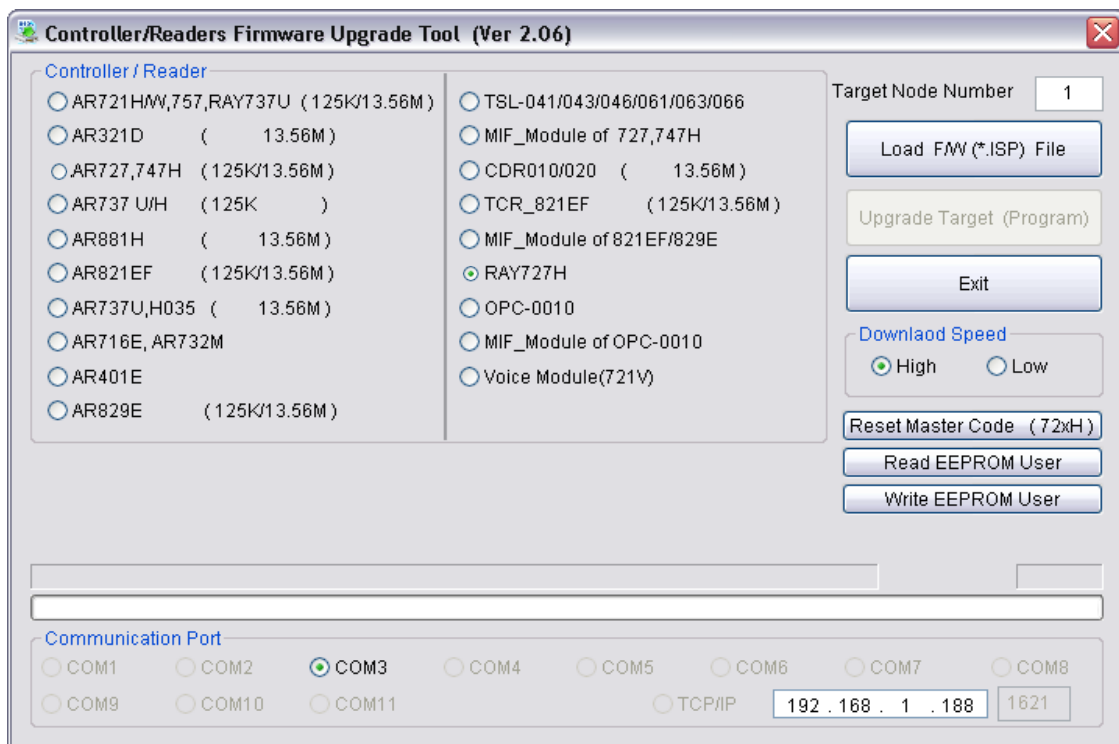 Controller/Readers Firmware Upgrade Tool (Ver 2.06)
Controller / Reader
AR721H/W,757,RAY737U (125K/13.56M)
AR321D ( 13.56M)
AR727,747H (125K/13.56M)
AR737 U/H (125K )
AR881H ( 13.56M)
AR821EF (125K/13.56M)
AR737U,H035 ( 13.56M)
AR716E, AR732M
AR401E
AR829E (125K/13.56M)
TSL-041/043/046/061/063/066
MIF_Module of 727,747H
CDR010/020 ( 13.56M)
TCR_821EF (125K/13.56M)
MIF_Module of 821EF/829E
RAY727H
OPC-0010
MIF_Module of OPC-0010
Voice Module(721V)
Target Node Number 1
Load F/W (*.ISP) File
Upgrade Target (Program)
Exit
Downlaod Speed
High Low
Reset Master Code (72xH)
Read EEPROM User
Write EEPROM User
Communication Port
COM1 COM2 COM3 COM4 COM5 COM6 COM7 COM8
COM9 COM10 COM11 TCP/IP 192 . 168 . 1 . 188 1621